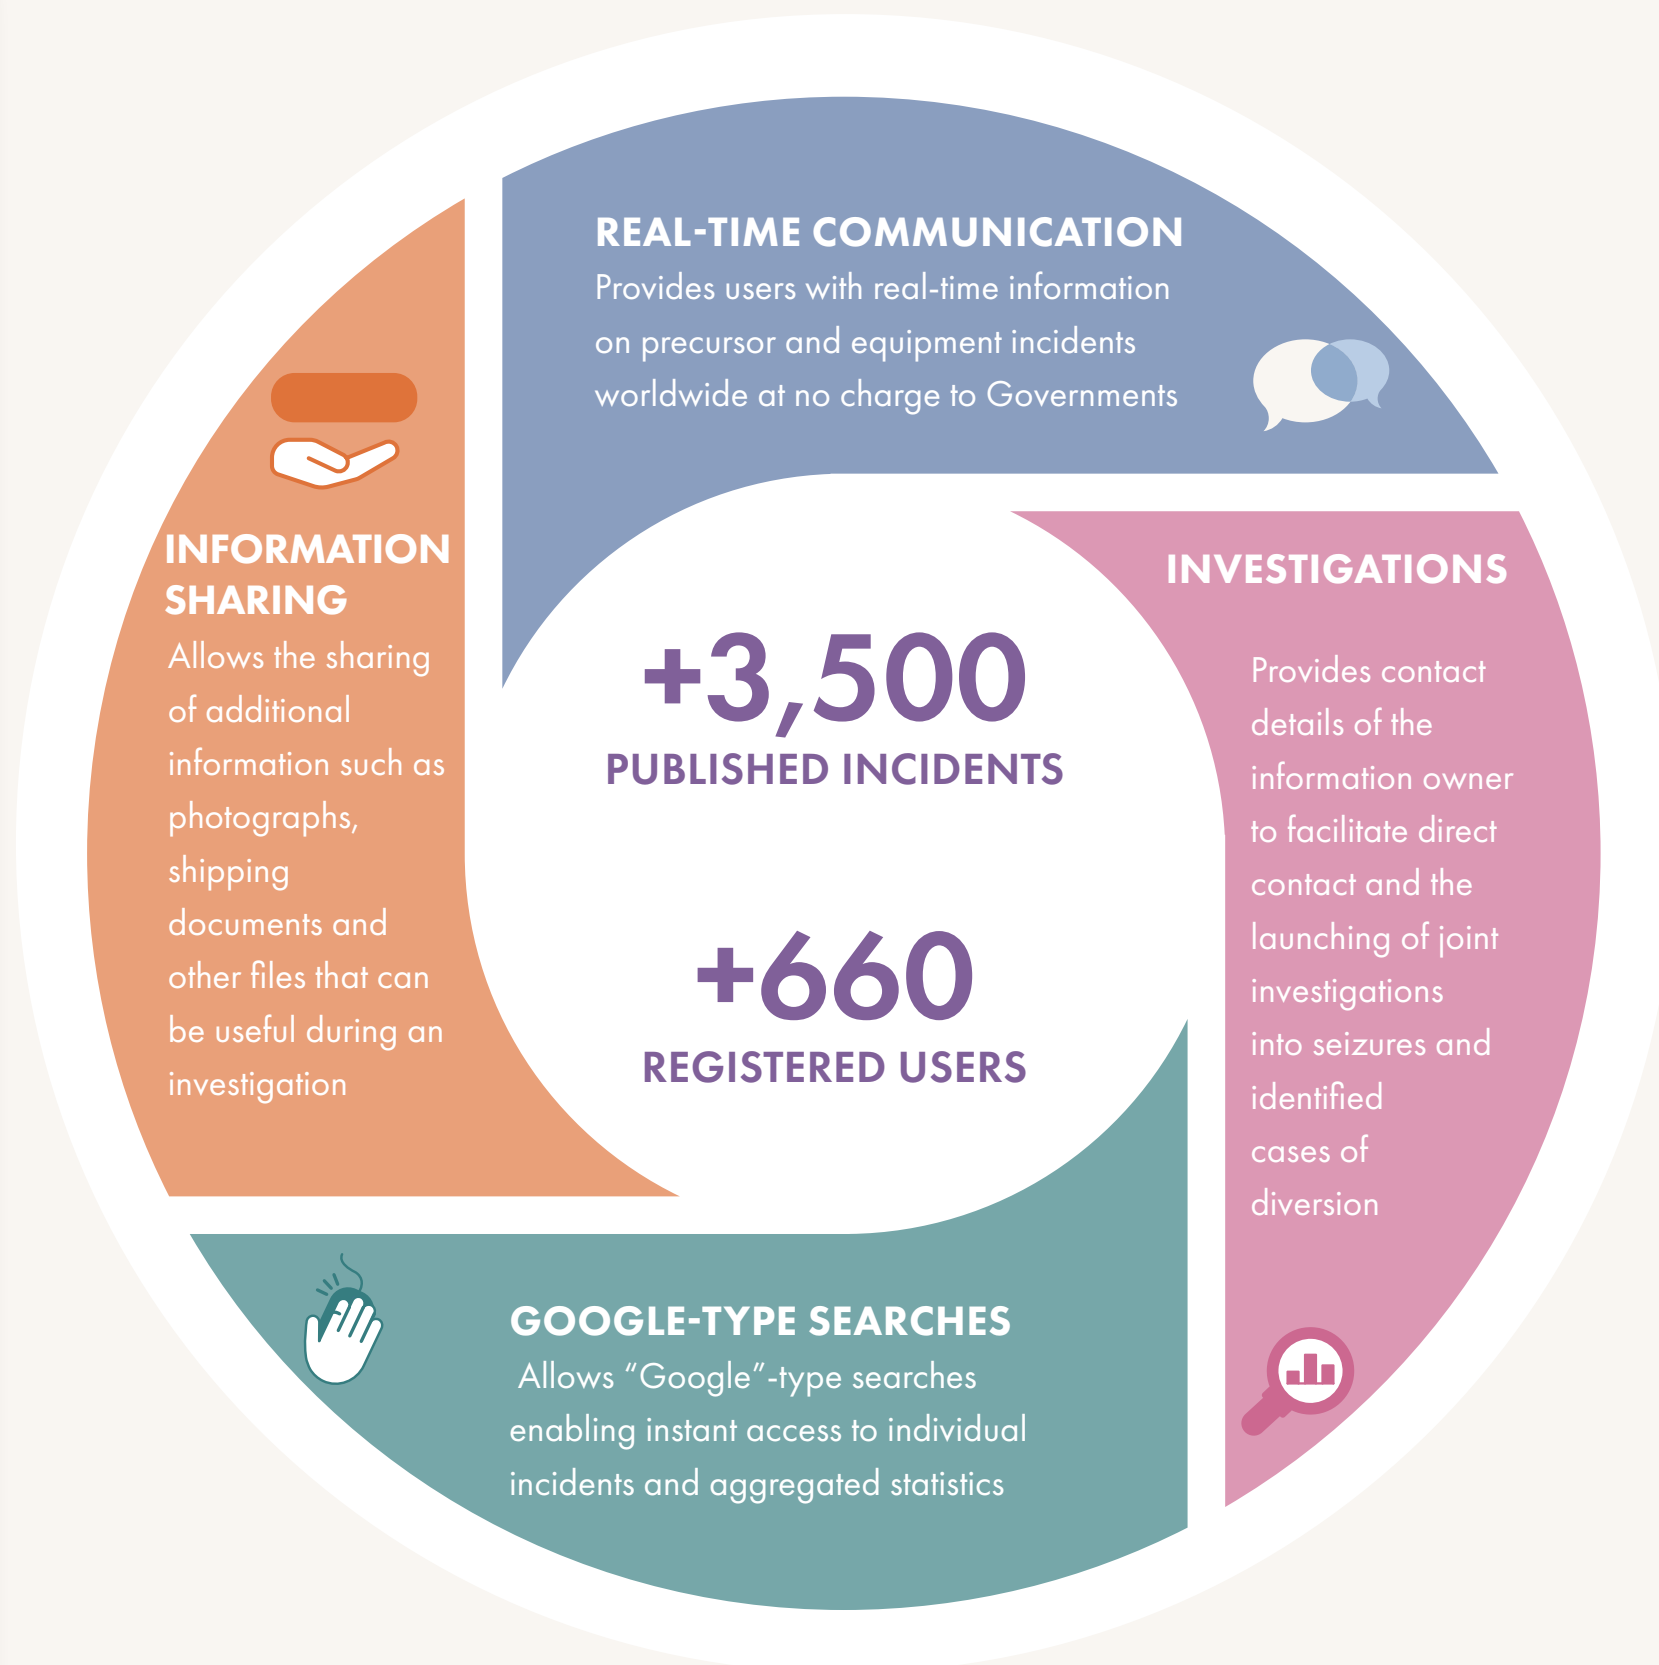 REAL-TIME COMMUNICATION
Provides users with real-time information
on precursor and equipment incidents
worldwide at no charge to Governments
INFORMATION
SHARING
Allows the sharing
of additional
information such as
photographs,
shipping
documents and
other files that can
be useful during an
investigation
+3,500
PUBLISHED INCIDENTS
+660
REGISTERED USERS
INVESTIGATIONS
Provides contact
details of the
information owner
to facilitate direct
contact and the
launching of joint
investigations
into seizures and
identified
cases of
diversion
GOOGLE-TYPE SEARCHES
Allows “Google”-type searches
enabling instant access to individual
incidents and aggregated statistics